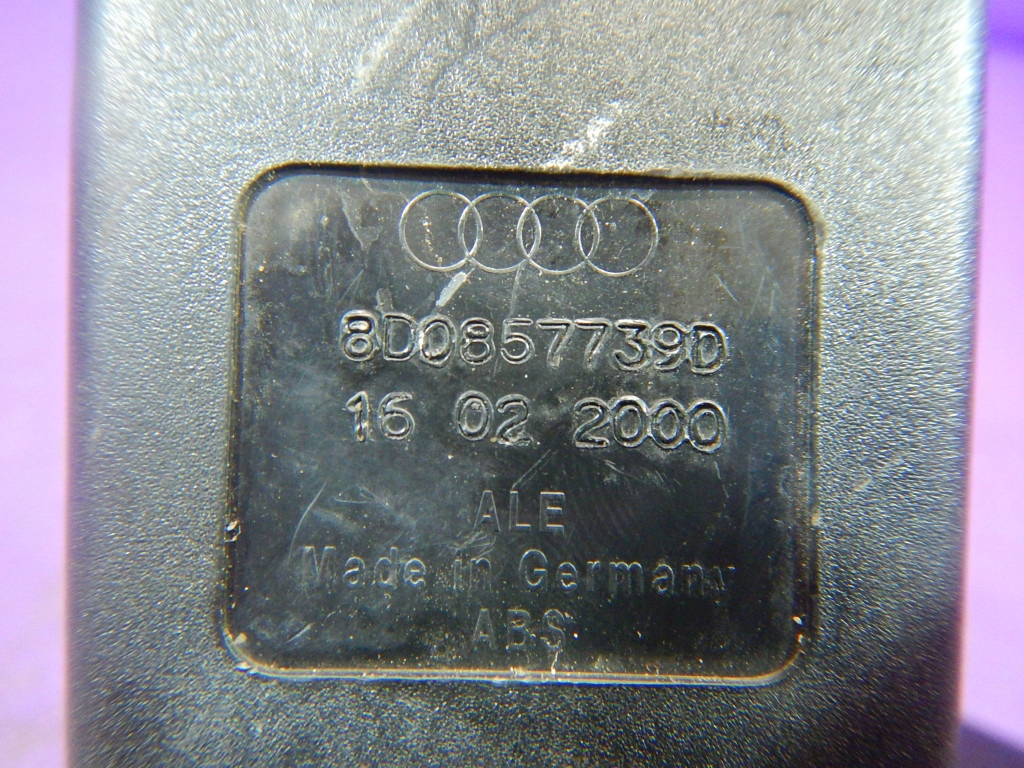 8D0857739D
16 02 2000
ALE
Made in Germany
ABS